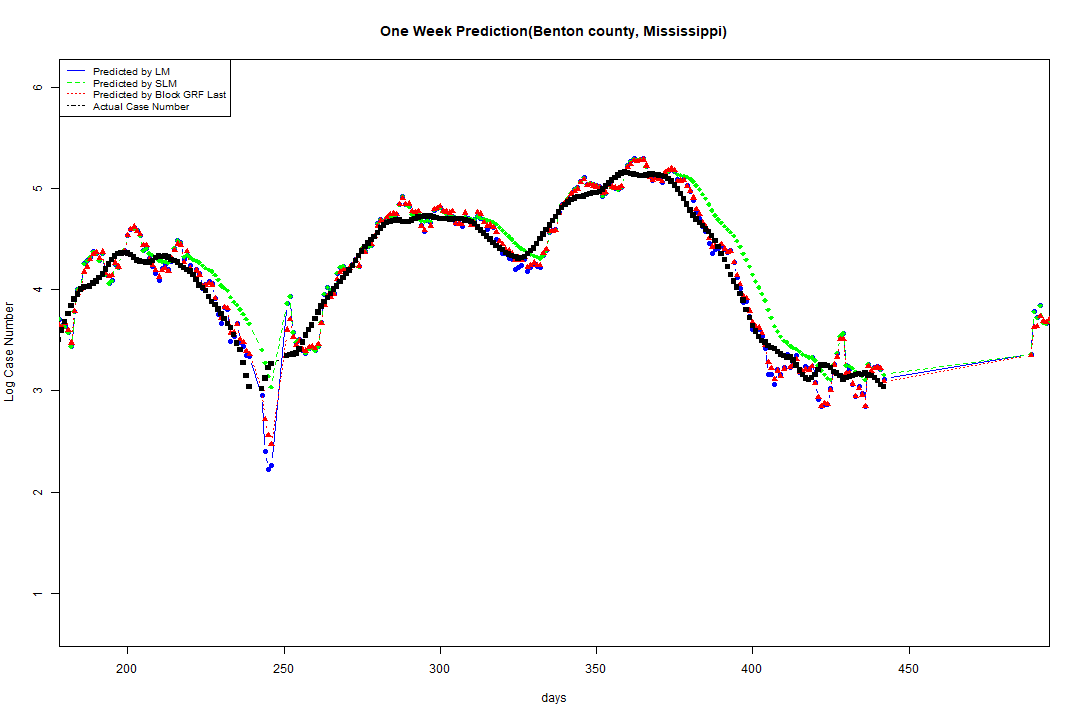 One Week Prediction(Benton county, Mississippi)
Predicted by LM
Predicted by SLM
Predicted by Block GRF Last
Actual Case Number
Log Case Number
6
5
4
3
2
1
200 250 300 350 400 450
days